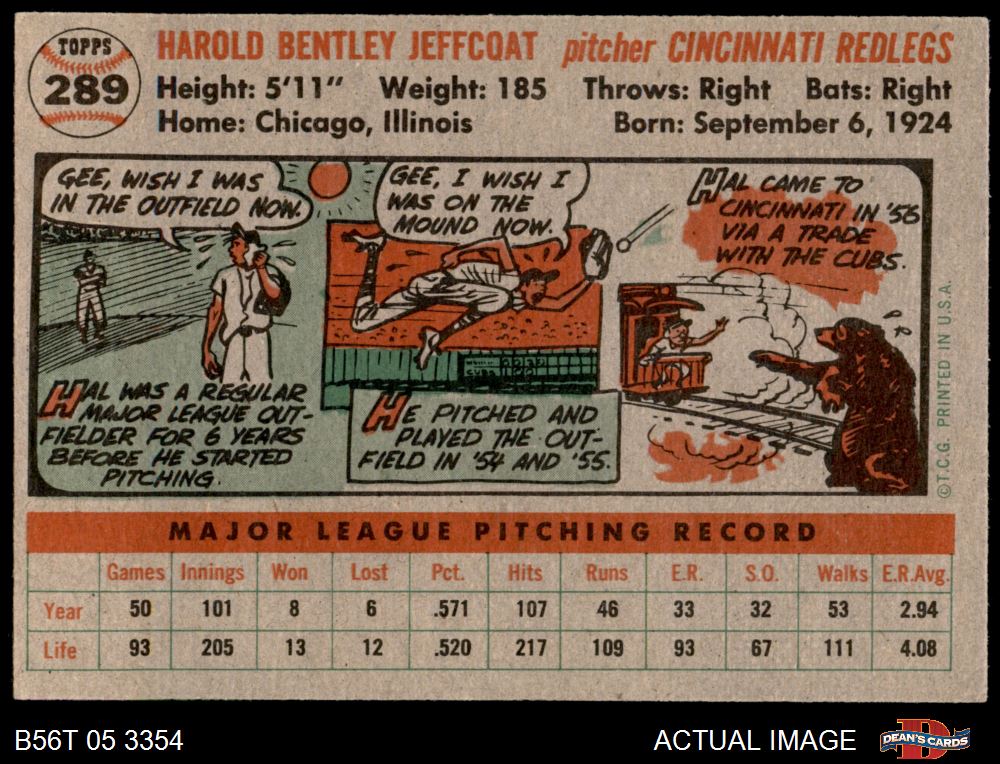 TOPPS
289
HAROLD BENTLEY JEFFCOAT pitcher CINCINNATI REDLEGS
Height: 5'11" Weight: 185 Throws: Right Bats: Right
Home: Chicago, Illinois Born: September 6, 1924
GEE, WISH I WAS
IN THE OUTFIELD NOW.
HAL WAS A REGULAR
MAJOR LEAGUE OUT-
FIELDER FOR 6 YEARS
BEFORE HE STARTED
PITCHING.
GEE, I WISH I
WAS ON THE
MOUND NOW.
HE PITCHED AND
PLAYED THE OUT-
FIELD IN '54 AND '55.
HAL CAME TO
CINCINNATI IN '56
VIA A TRADE
WITH THE CUBS.
©T.C.G. PRINTED IN U.S.A.
MAJOR LEAGUE PITCHING RECORD
Games Innings Won Lost Pct. Hits Runs E.R. S.O. Walks E.R.Avg.
Year 50 101 8 6 .571 107 46 33 32 53 2.94
Life 93 205 13 12 .520 217 109 93 67 111 4.08
B56T 05 3354 ACTUAL IMAGE
DEAN'S CARDS